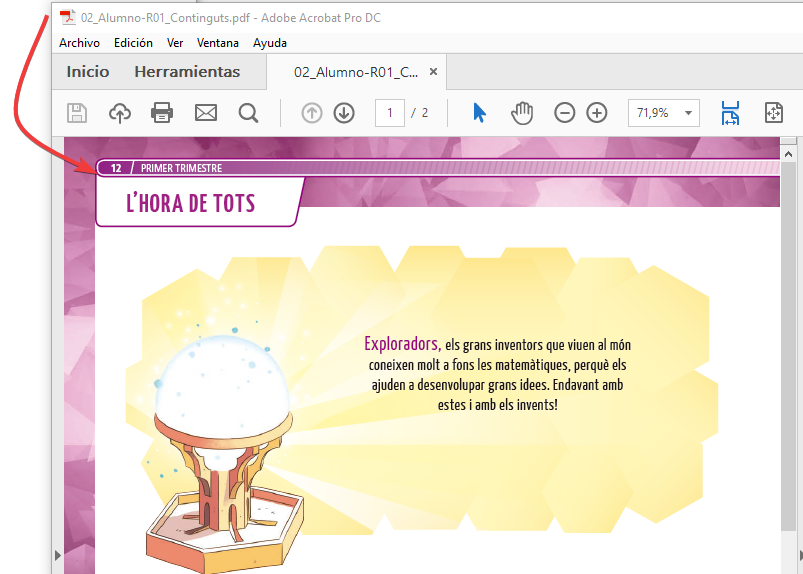 02_Alumno-R01_Continguts.pdf - Adobe Acrobat Pro DC
Archivo Edición Ver Ventana Ayuda
Inicio Herramientas 02_Alumno-R01_C... ×
1 / 2 71,9%
12 / PRIMER TRIMESTRE
L'HORA DE TOTS
Exploradors, els grans inventors que viuen al món
coneixen molt a fons les matemàtiques, perquè els
ajuden a desenvolupar grans idees. Endavant amb
estes i amb els invents!